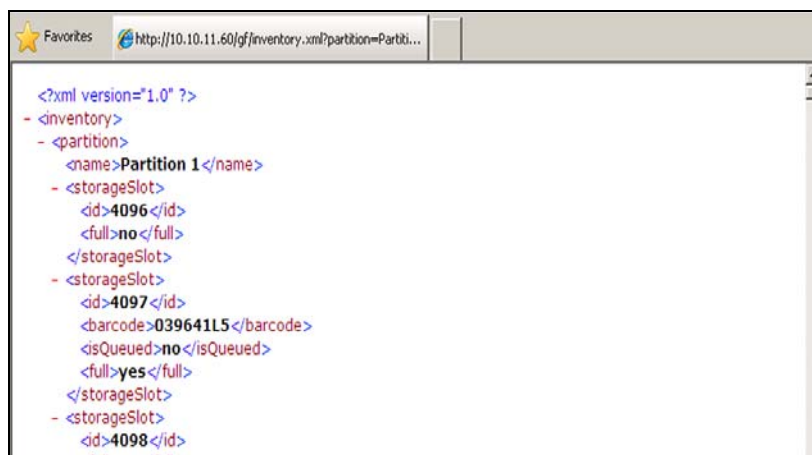 Favorites
http://10.10.11.60/gf/inventory.xml?partition=Partiti...
<?xml version="1.0" ?>
- <inventory>
- <partition>
<name>Partition 1</name>
- <storageSlot>
<id>4096</id>
<full>no</full>
</storageSlot>
- <storageSlot>
<id>4097</id>
<barcode>039641L5</barcode>
<isQueued>no</isQueued>
<full>yes</full>
</storageSlot>
- <storageSlot>
<id>4098</id>